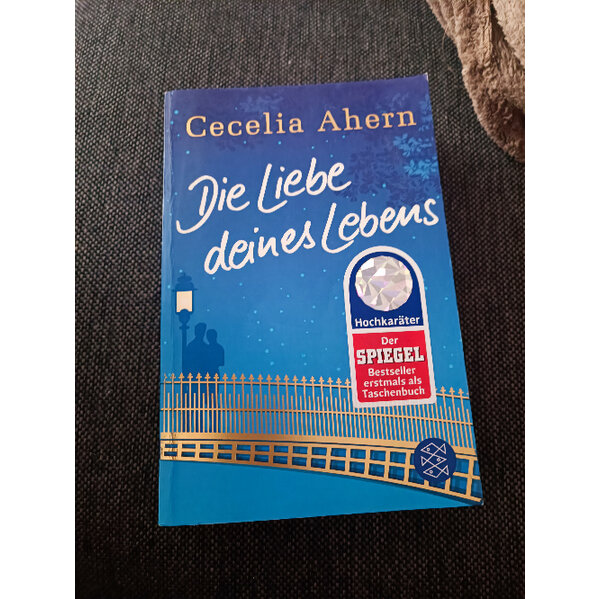 Cecelia Ahern
Die Liebe
deines Lebens
Hochkaräter
Der
SPIEGEL
Bestseller
erstmals als
Taschenbuch